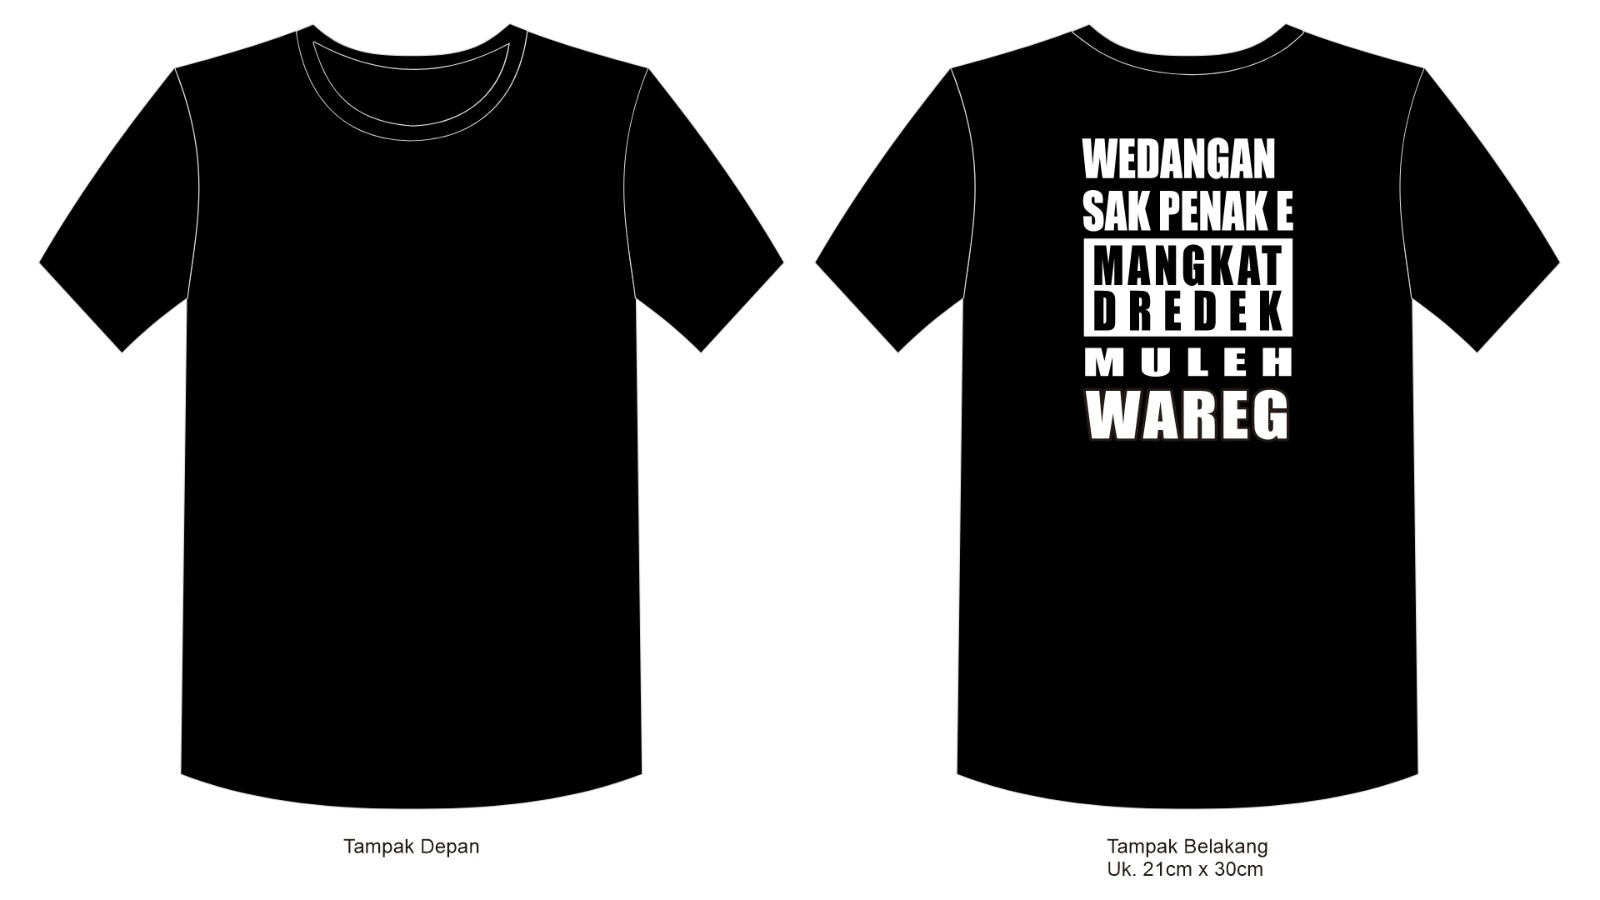 WEDANGAN
SAK PENAK E
MANGKAT
DREDEK
MULEH
WAREG
Tampak Depan
Tampak Belakang
Uk. 21cm x 30cm